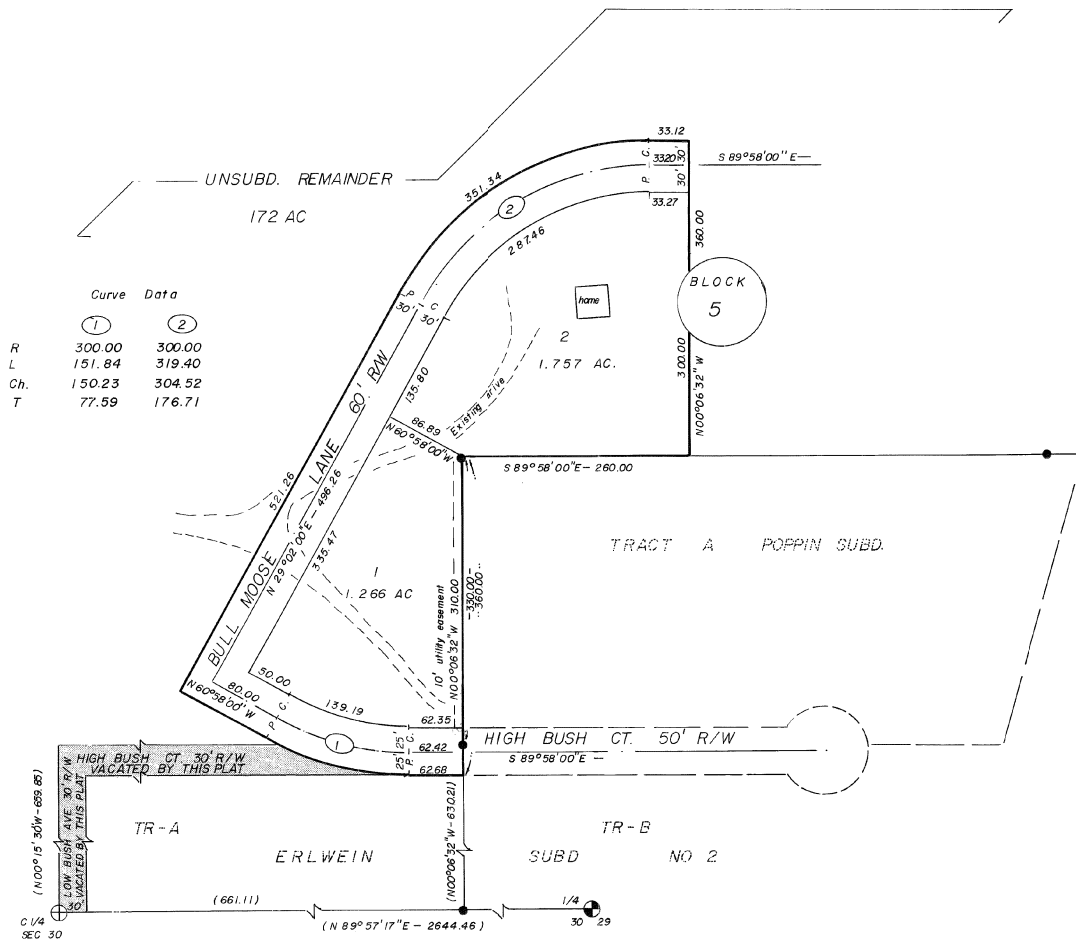 33.12
33.20
30'
30'
P. C.
S 89°58'00"E—
33.27
UNSUBD. REMAINDER
172 AC
351.34
2
287.46
360.00
BLOCK
5
home
2
1.757 AC.
300.00
N00°06'32"W
Curve Data
1 2
R 300.00 300.00
L 151.84 319.40
Ch. 150.23 304.52
T 77.59 176.71
P. C.
30' 30'
60' R/W
135.80
Existing drive
86.89
N60°58'00"W
S 89°58'00"E-260.00
BULL MOOSE LANE
521.26
N 29°02'00"E-496.26
335.47
TRACT A POPPIN SUBD.
1
1.266 AC
10' utility easement
N00°06'32"W 310.00
-330.00-
-360.00-
50.00
80.00
N60°58'00"W
P. C.
139.19
1
62.35
62.42
62.68
25' 25'
P. C.
HIGH BUSH CT. 50' R/W
S 89°58'00"E —
HIGH BUSH CT. 30' R/W
VACATED BY THIS PLAT
LOW BUSH AVE 30' R/W
VACATED BY THIS PLAT
30'
(N00°15'30"W-659.85)
(N00°06'32"W-630.21)
TR-A
TR-B
ERLWEIN SUBD NO 2
(661.11)
(N 89°57'17"E-2644.46)
C 1/4
SEC 30
1/4
30 29